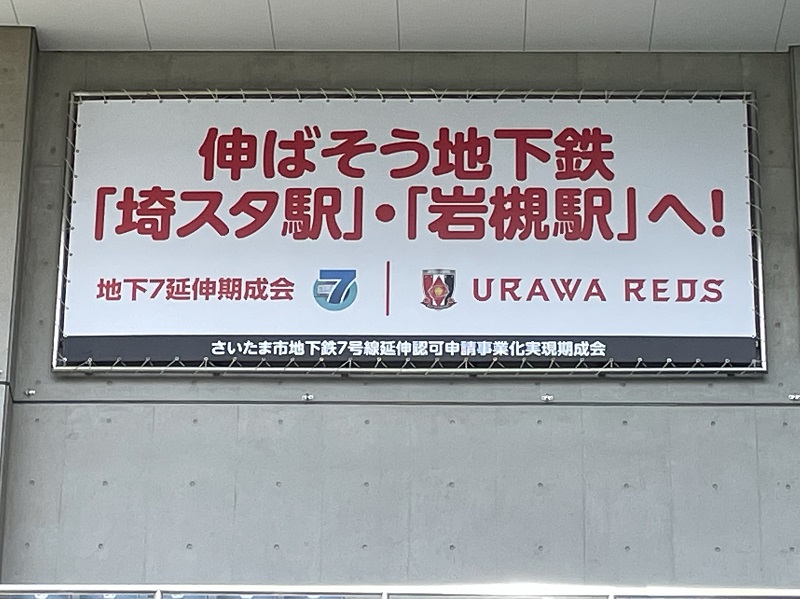 伸ばそう地下鉄
「埼スタ駅」・「岩槻駅」へ!
地下7延伸期成会 7 URAWA REDS
さいたま市地下鉄7号線延伸認可申請事業化実現期成会